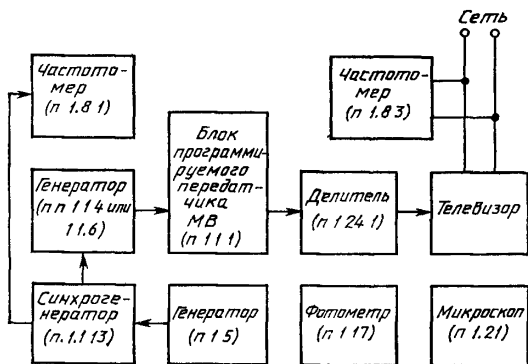 Сеть
Частото-
мер
(п 1.8 1)
Частото-
мер
(п 1.8 3)
Блок
программи-
руемого
передат-
чика
МВ
(п 1 1 1)
Генератор
(п п 1 1 4 или
1 1.6)
Делитель
(п 1 24 1)
Телевизор
Синхроге-
нератор
(п. 1.1 13)
Генератор
(п 1 5)
Фотометр
(п 1 17)
Микроскоп
(п 1.21)